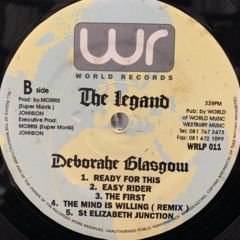 wr
WORLD RECORDS
B side
The legand
33RPM
Prod: by.MORRIS
(Super Morris)
JOHNSON
Executive Prod:
MORRIS (Super Morris)
JOHNSON
Pub: by WORLD
of WORLD MUSIC
WESTBURY MUSIC
Tel: 081 767 3473
Fax: 081 672 1099
WRLP 011
Deborahe Glasgow
1. READY FOR THIS
2. EASY RIDER
3. THE FIRST
4. THE MIND IS WILLING ( REMIX )
5. St ELIZABETH JUNCTION